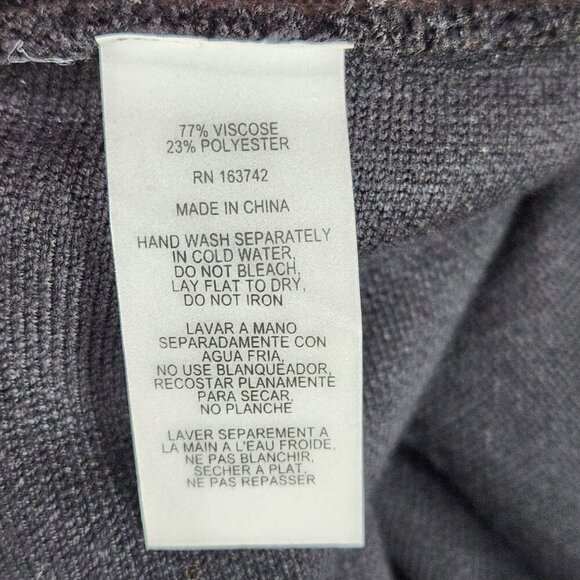 77% VISCOSE
23% POLYESTER
RN 163742
MADE IN CHINA
HAND WASH SEPARATELY
IN COLD WATER,
DO NOT BLEACH,
LAY FLAT TO DRY,
DO NOT IRON
LAVAR A MANO
SEPARADAMENTE CON
AGUA FRIA,
NO USE BLANQUEADOR,
RECOSTAR PLANAMENTE
PARA SECAR,
NO PLANCHE
LAVER SEPAREMENT A
LA MAIN A L'EAU FROIDE,
NE PAS BLANCHIR,
SECHER A PLAT,
NE PAS REPASSER